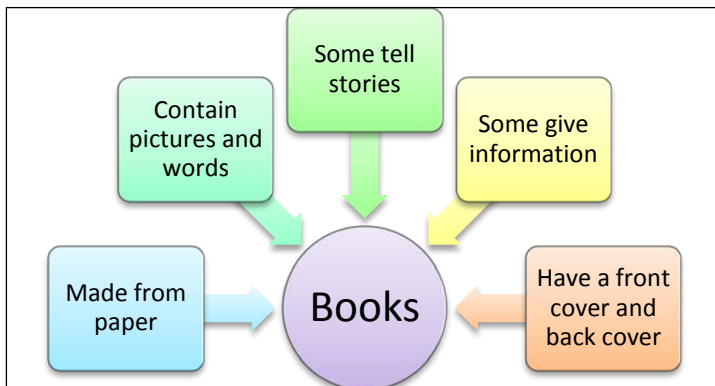 Some tell
stories
Contain
pictures and
words
Some give
information
Made from
paper
Books
Have a front
cover and
back cover